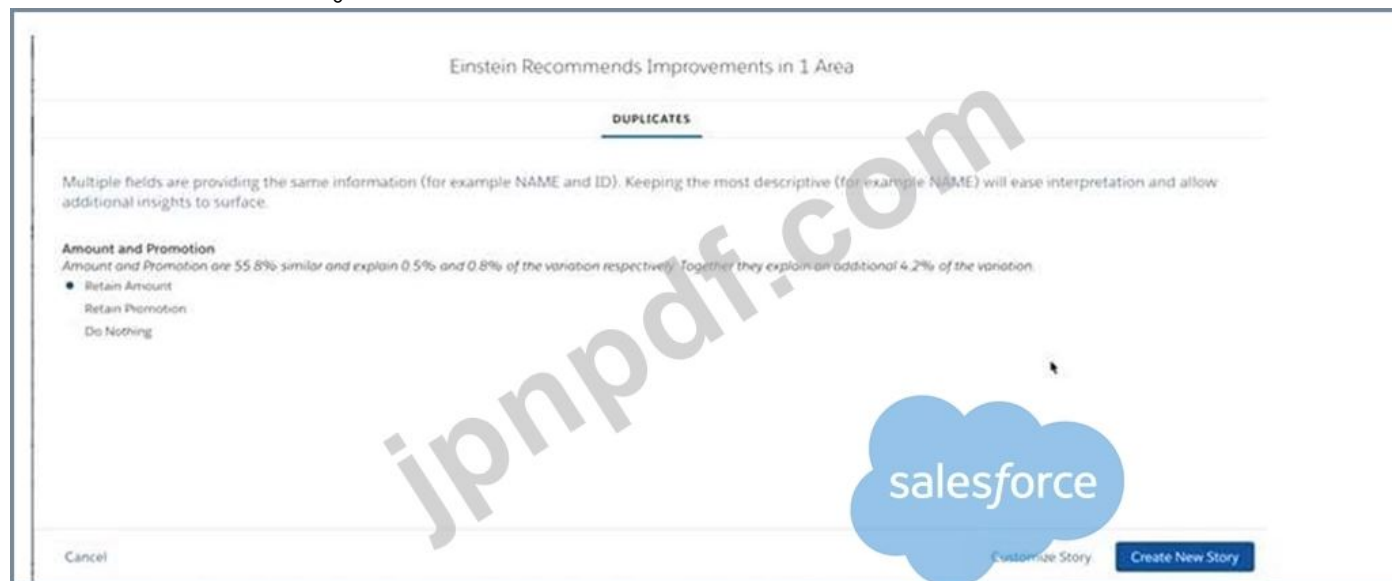 Einstein Recommends Improvements in 1 Area
DUPLICATES
Multiple fields are providing the same information (for example NAME and ID). Keeping the most descriptive (for example NAME) will ease interpretation and allow
additional insights to surface.
Amount and Promotion
Amount and Promotion are 55.8% similar and explain 0.5% and 0.8% of the variation respectively. Together they explain an additional 4.2% of the variation.
Retain Amount
Retain Promotion
Do Nothing
jpnpdf.com
salesforce
Cancel
Customize Story
Create New Story